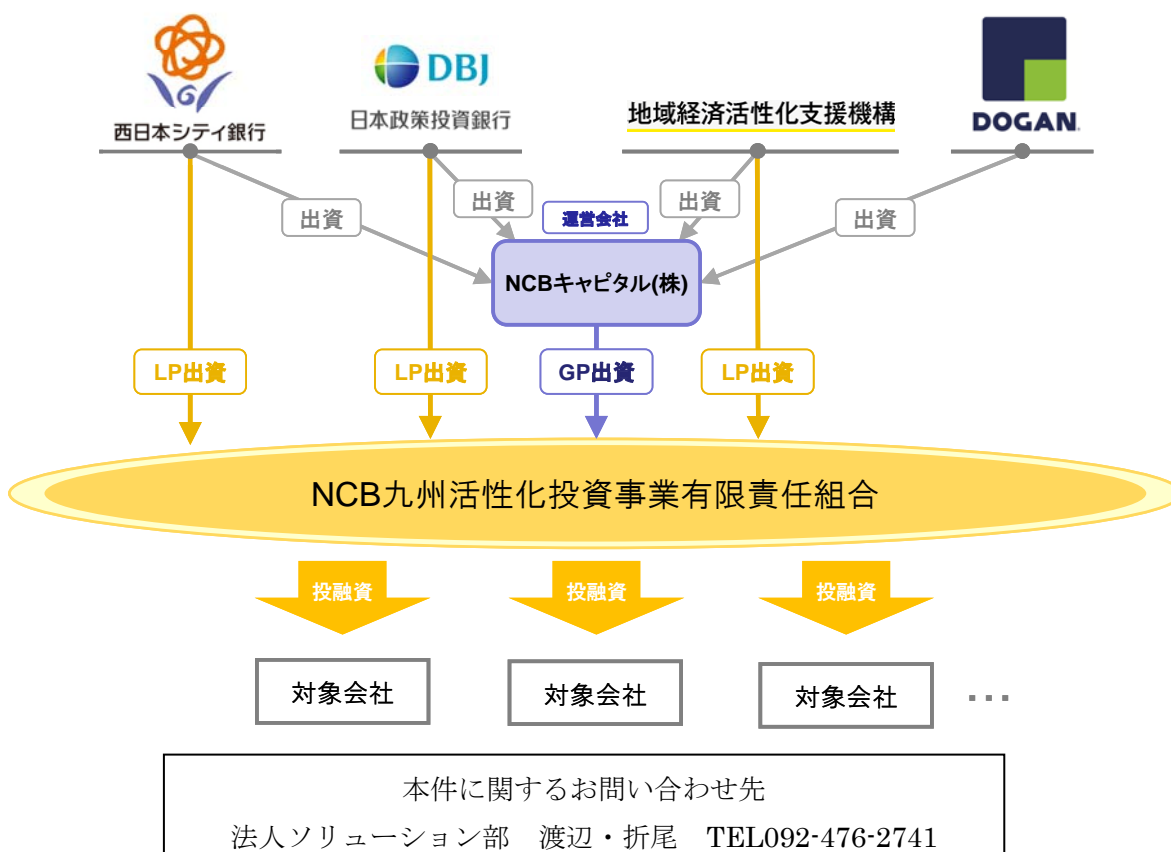 西日本シティ銀行
DBJ
日本政策投資銀行
地域経済活性化支援機構
DOGAN
出資
出資
出資
出資
運営会社
NCBキャピタル(株)
LP出資
LP出資
GP出資
LP出資
NCB九州活性化投資事業有限責任組合
投融資
投融資
投融資
対象会社
対象会社
対象会社
...
本件に関するお問い合わせ先
法人ソリューション部 渡辺・折尾 TEL092-476-2741